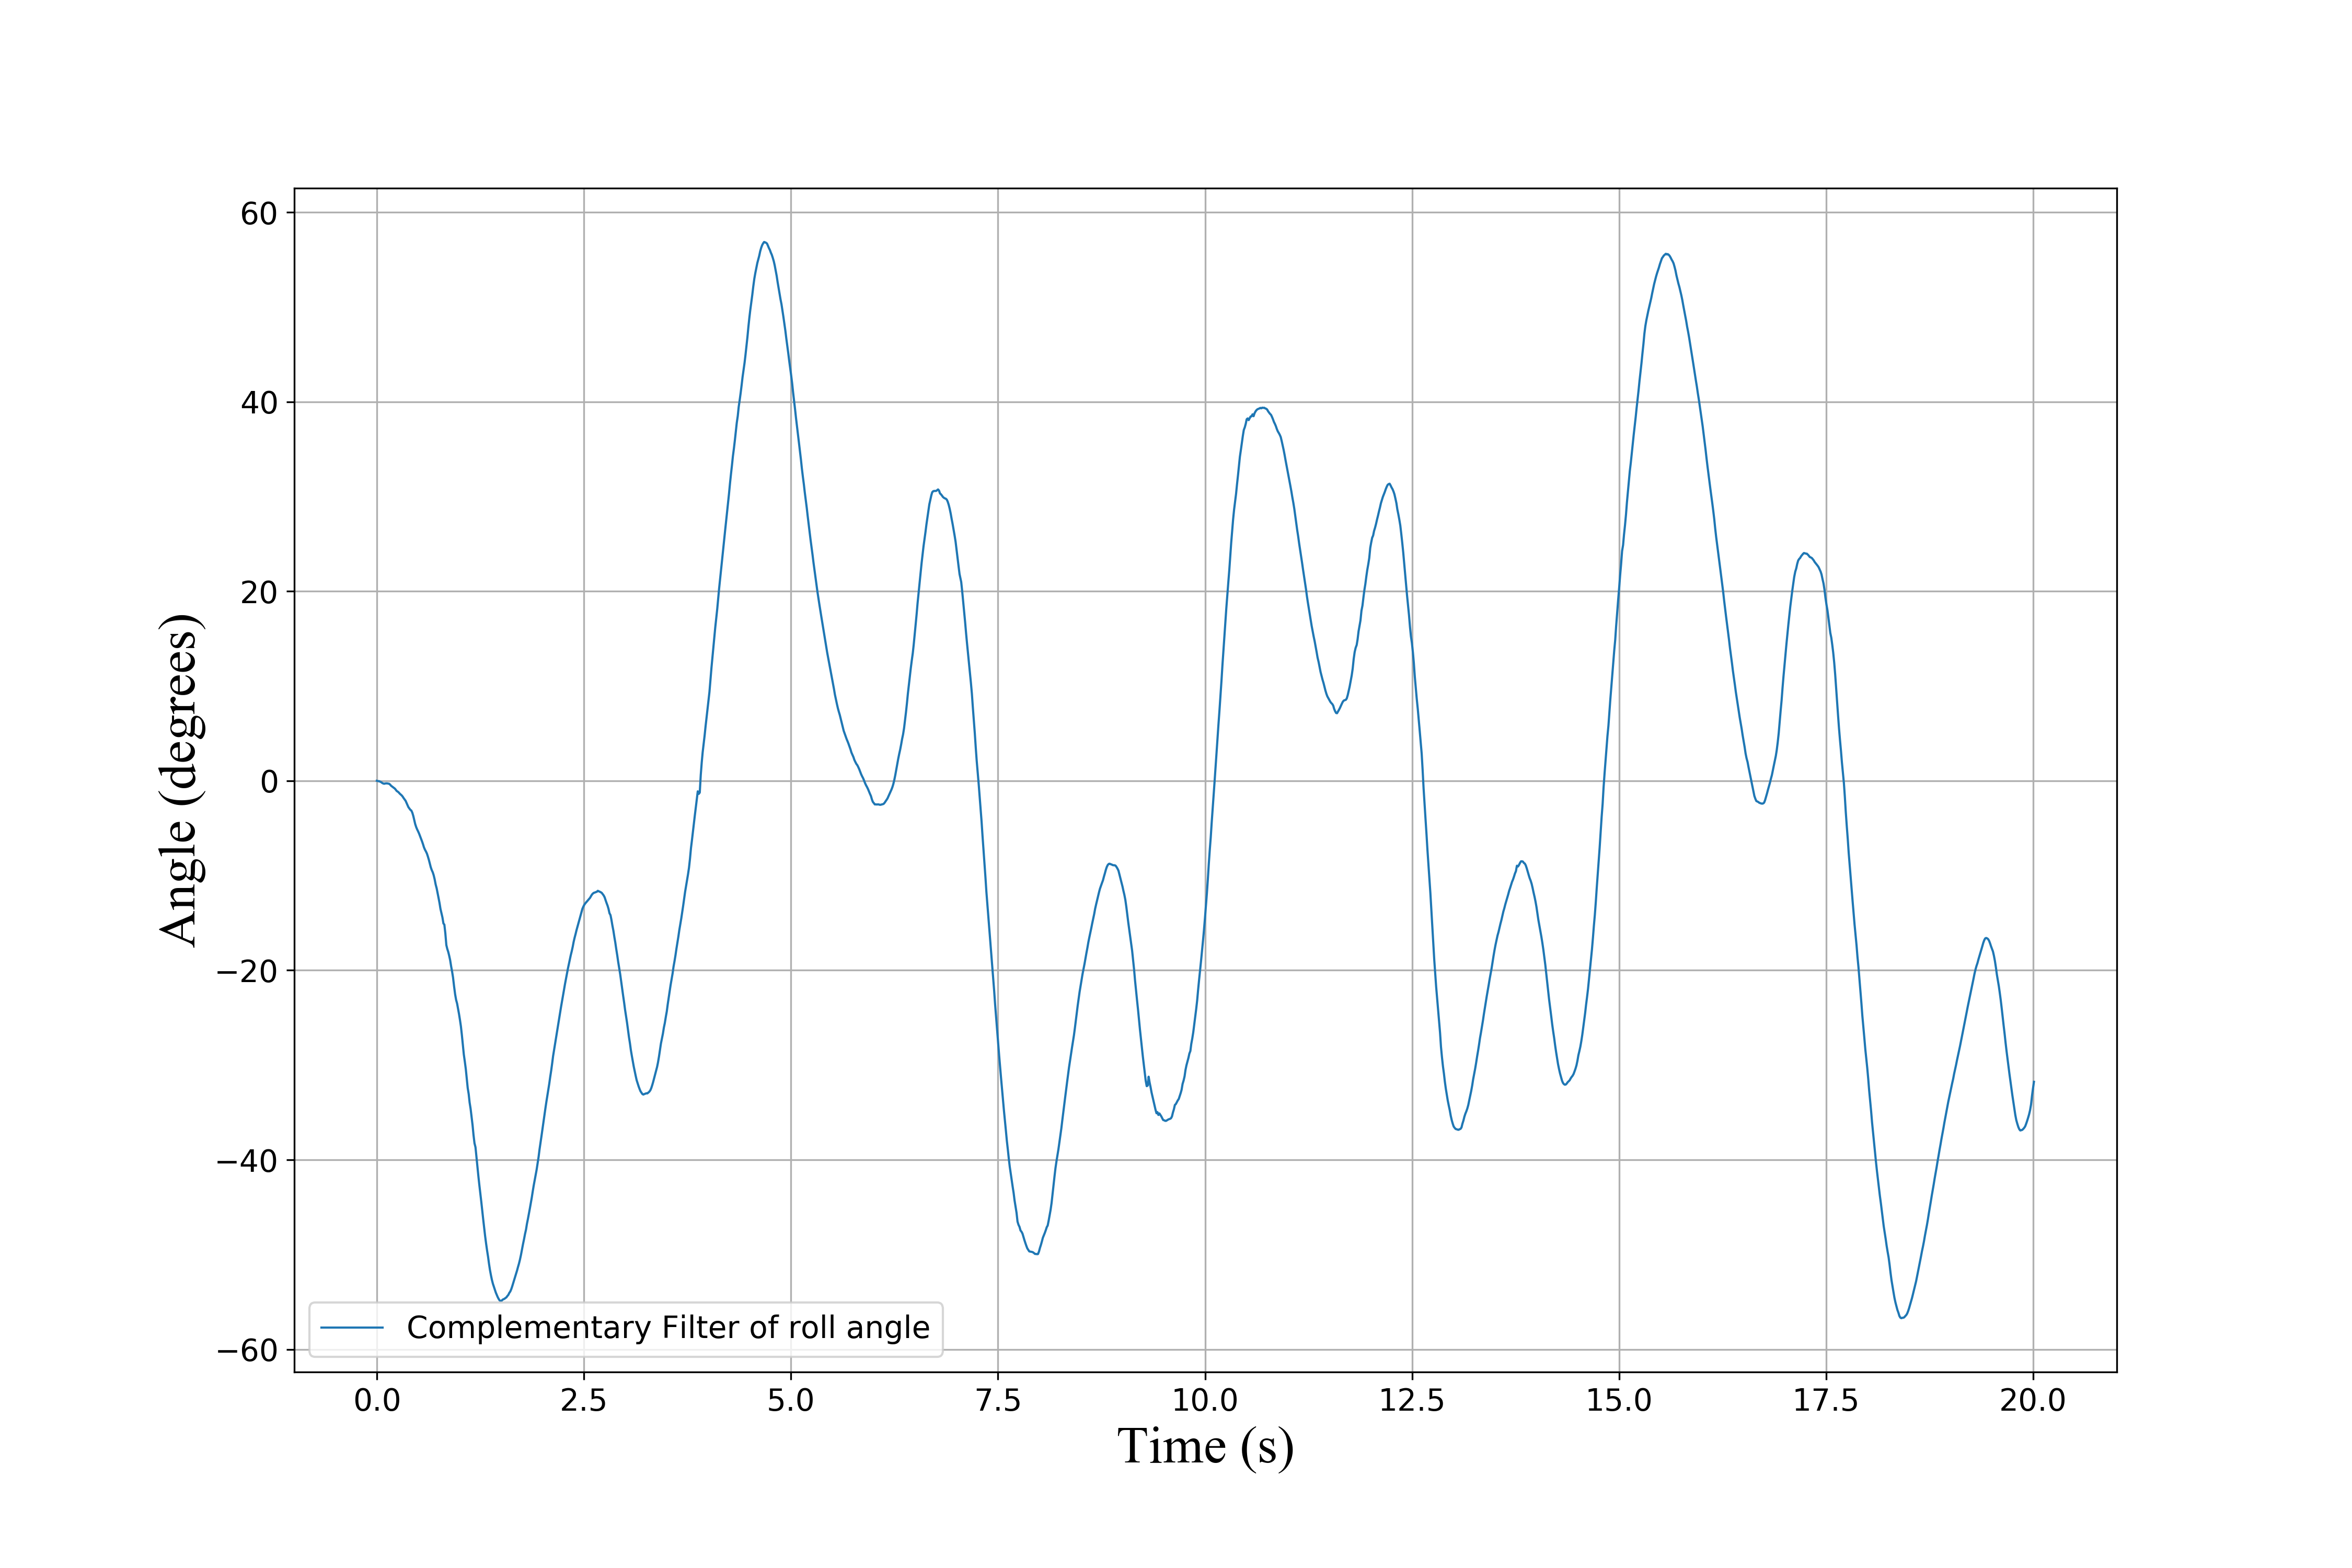 60
40
20
0
−20
−40
−60
Angle (degrees)
Complementary Filter of roll angle
0.0 2.5 5.0 7.5 10.0 12.5 15.0 17.5 20.0
Time (s)